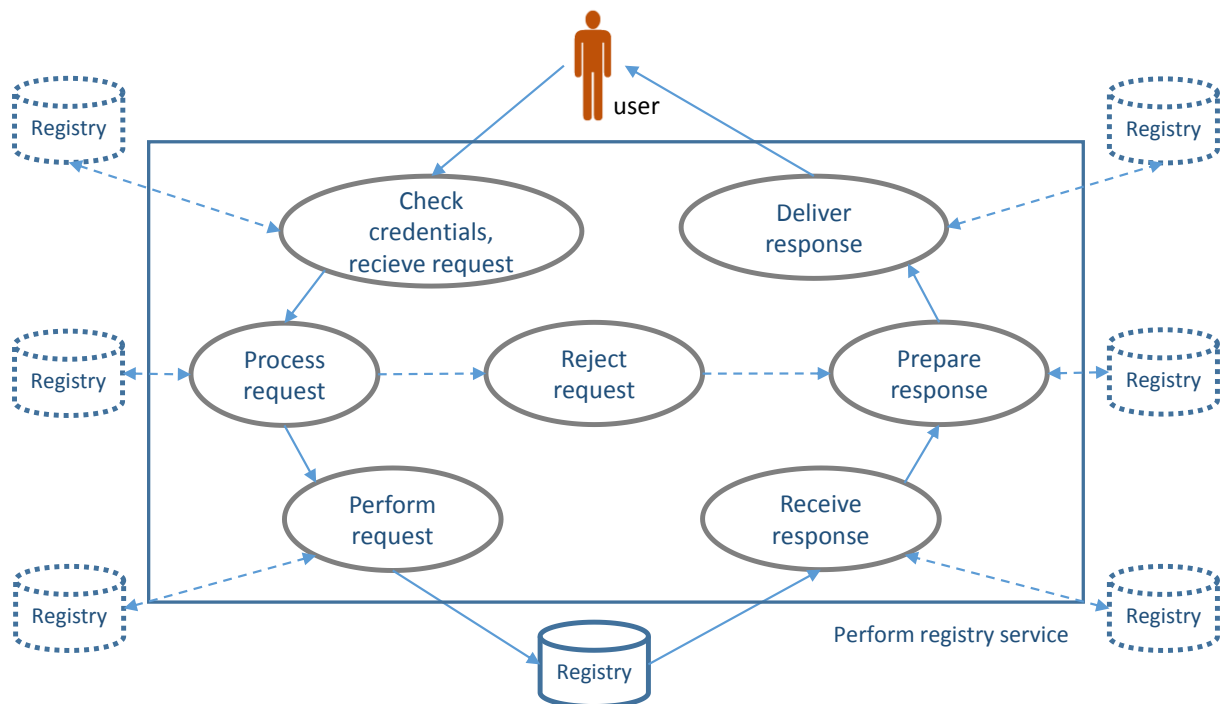 user
Registry
Registry
Check
credentials,
recieve request
Deliver
response
Registry
Process
request
Reject
request
Prepare
response
Registry
Perform
request
Receive
response
Registry
Registry
Perform registry service
Registry